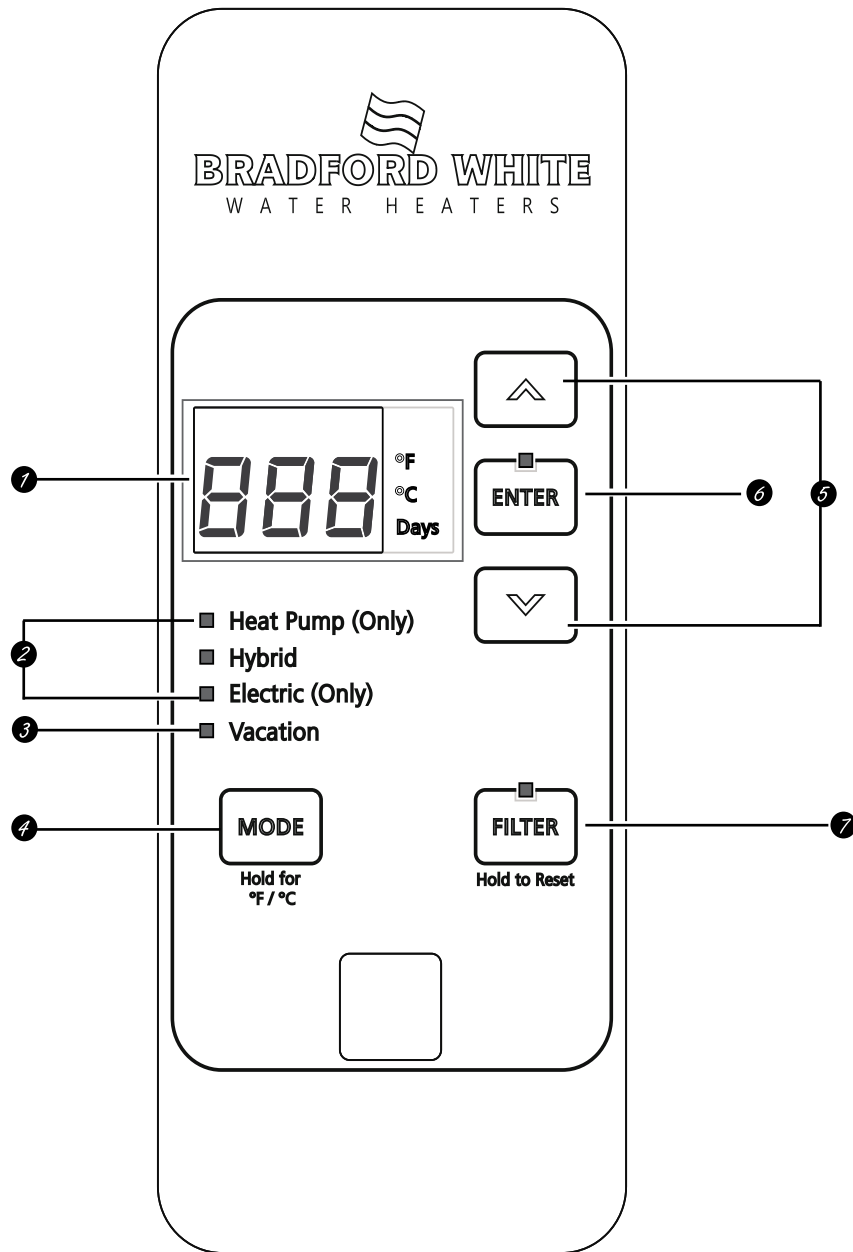 BRADFORD WHITE
WATER HEATERS
888
°F
°C
Days
ENTER
Heat Pump (Only)
Hybrid
Electric (Only)
Vacation
MODE
Hold for
°F / °C
FILTER
Hold to Reset
1
2
3
4
5
6
7